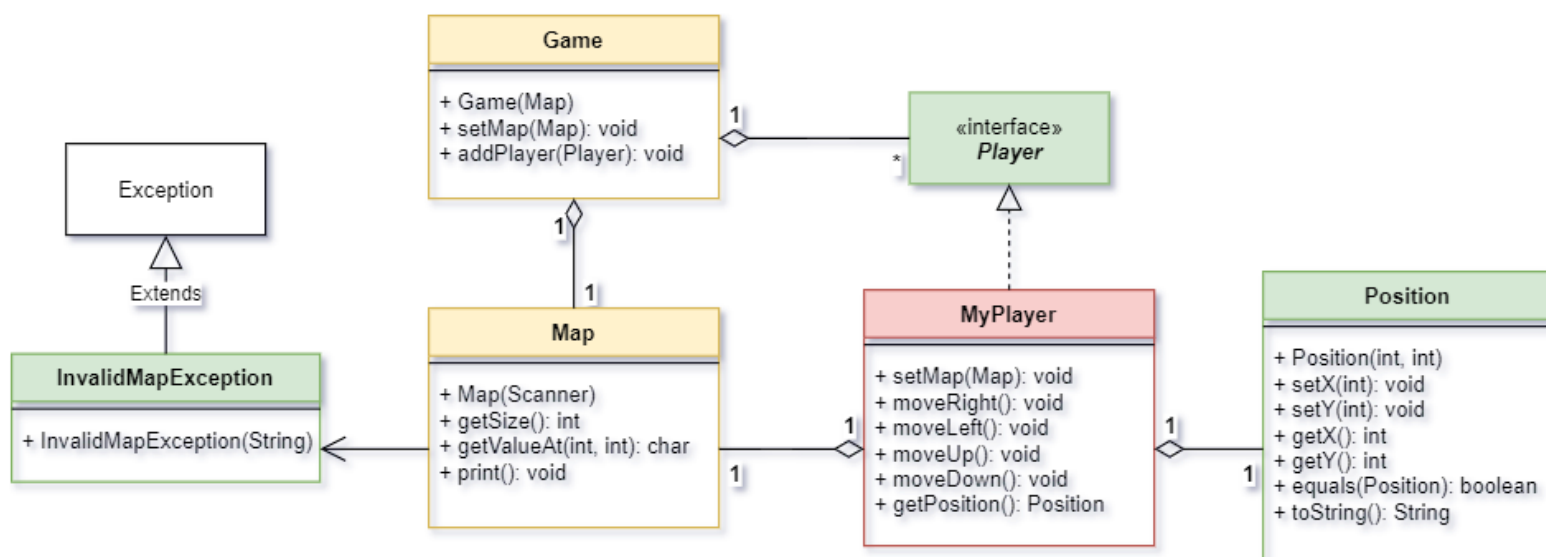 Game
+ Game(Map)
+ setMap(Map): void
+ addPlayer(Player): void
1
*
«interface»
Player
Exception
Extends
1
1
InvalidMapException
+ InvalidMapException(String)
Map
+ Map(Scanner)
+ getSize(): int
+ getValueAt(int, int): char
+ print(): void
1
1
MyPlayer
+ setMap(Map): void
+ moveRight(): void
+ moveLeft(): void
+ moveUp(): void
+ moveDown(): void
+ getPosition(): Position
1
1
Position
+ Position(int, int)
+ setX(int): void
+ setY(int): void
+ getX(): int
+ getY(): int
+ equals(Position): boolean
+ toString(): String